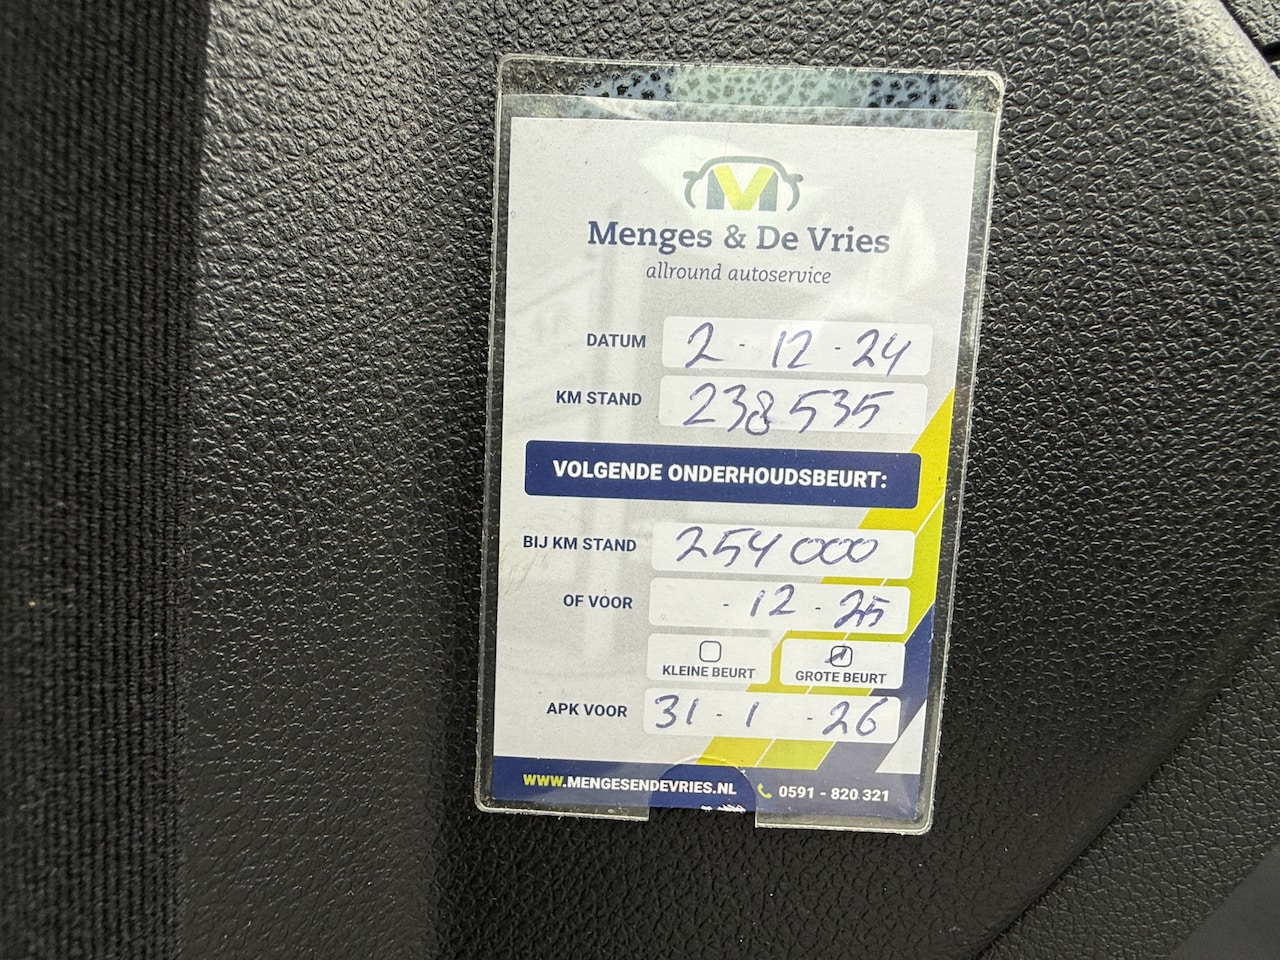 Menges & De Vries
allround autoservice
DATUM 2 - 12 - 24
KM STAND 238535
VOLGENDE ONDERHOUDSBEURT:
BIJ KM STAND 254000
OF VOOR - 12 - 25
KLEINE BEURT GROTE BEURT
APK VOOR 31 - 1 - 26
WWW.MENGESENDEVRIES.NL 0591 - 820 321